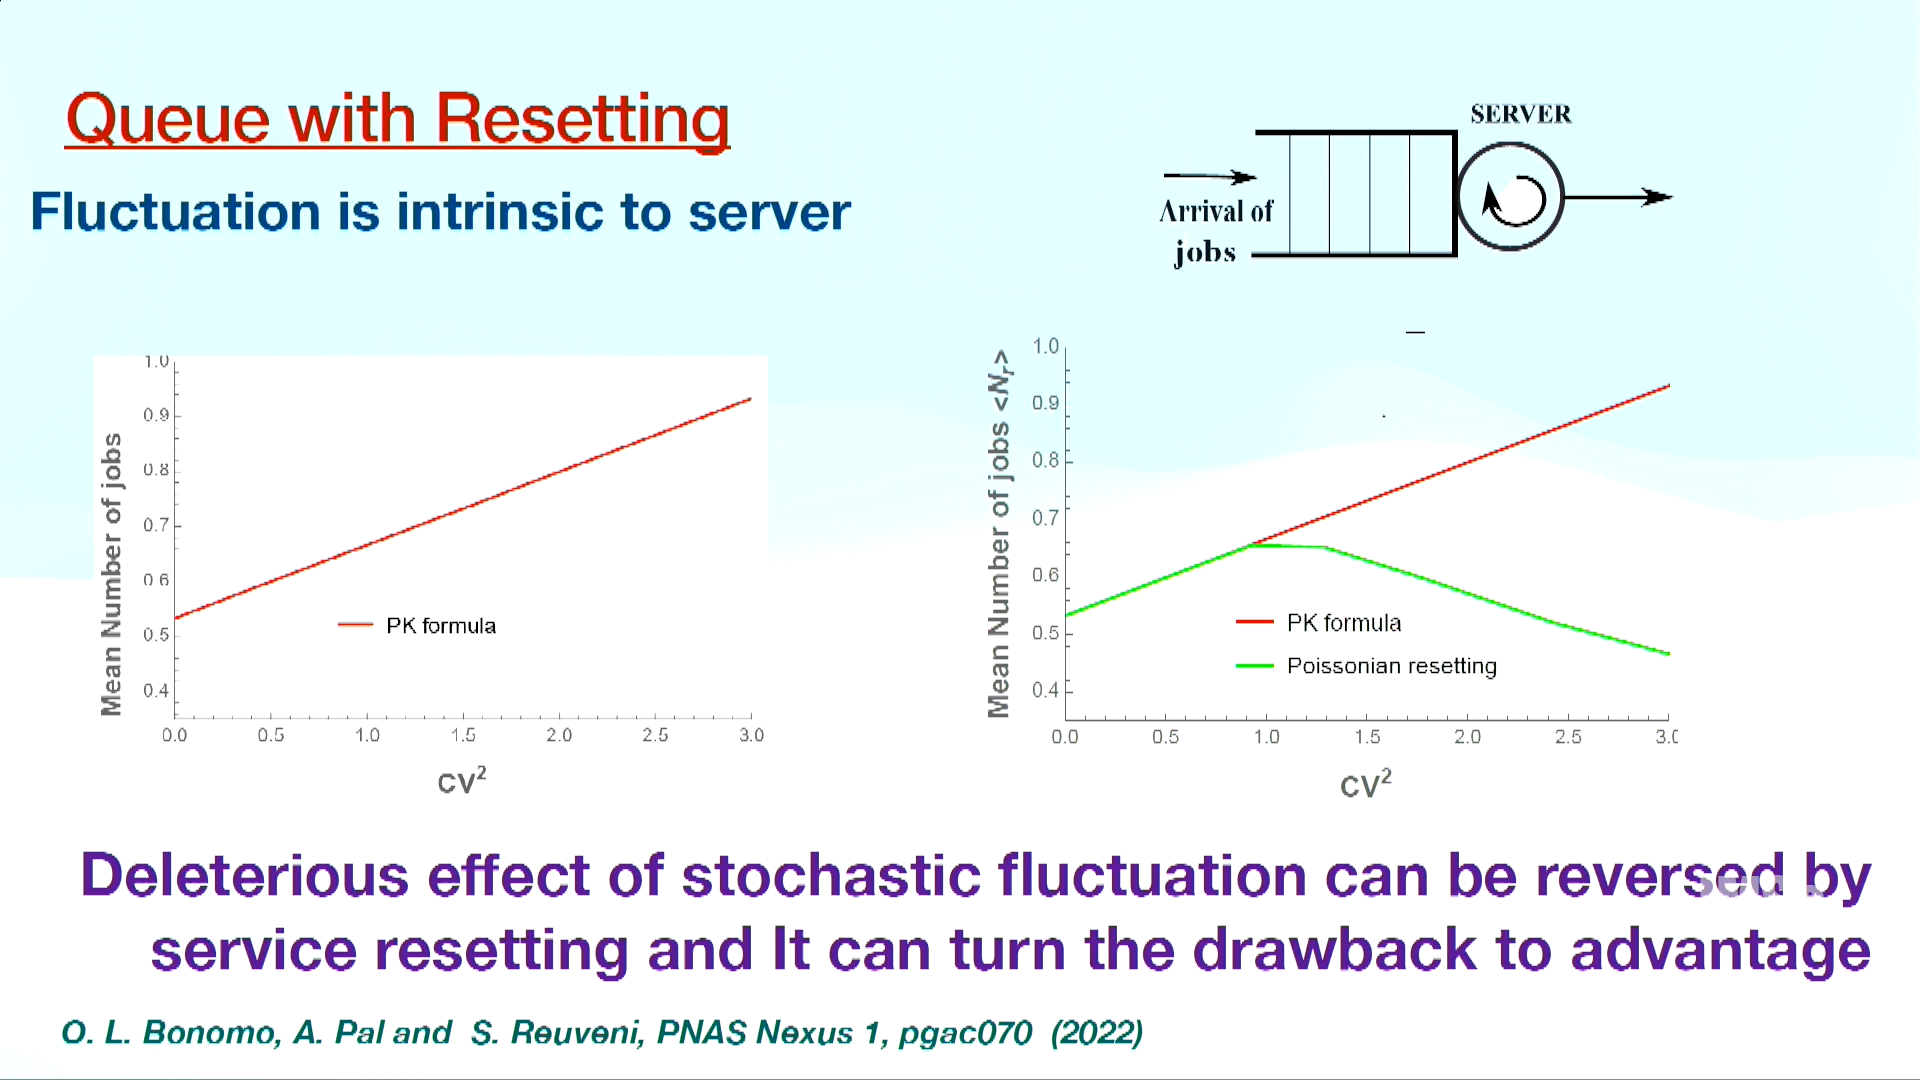 Queue with Resetting
Fluctuation is intrinsic to server
SERVER
Arrival of
jobs
Mean Number of jobs
1.0
0.9
0.8
0.7
0.6
0.5
0.4
PK formula
0.0 0.5 1.0 1.5 2.0 2.5 3.0
CV²
Mean Number of jobs <Nr>
1.0
0.9
0.8
0.7
0.6
0.5
0.4
PK formula
Poissonian resetting
0.0 0.5 1.0 1.5 2.0 2.5 3.0
CV²
Deleterious effect of stochastic fluctuation can be reversed by
service resetting and It can turn the drawback to advantage
O. L. Bonomo, A. Pal and S. Reuveni, PNAS Nexus 1, pgac070 (2022)